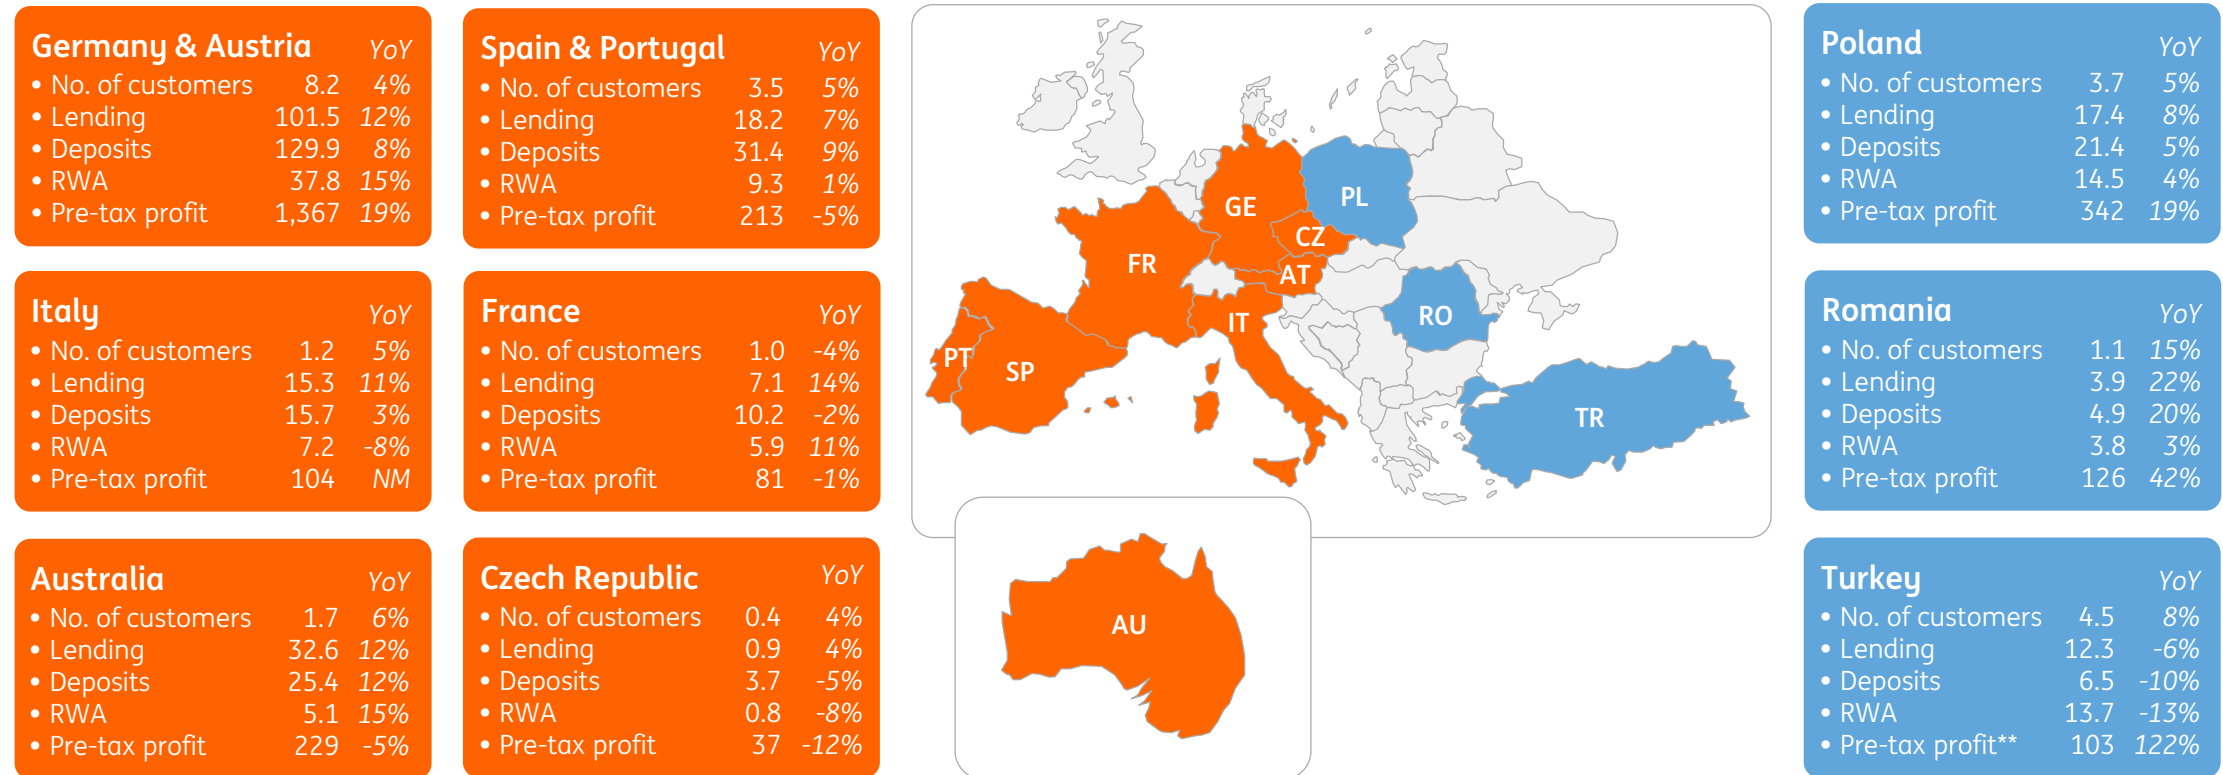 Germany & Austria YoY
• No. of customers 8.2 4%
• Lending 101.5 12%
• Deposits 129.9 8%
• RWA 37.8 15%
• Pre-tax profit 1,367 19%
Spain & Portugal YoY
• No. of customers 3.5 5%
• Lending 18.2 7%
• Deposits 31.4 9%
• RWA 9.3 1%
• Pre-tax profit 213 -5%
Italy YoY
• No. of customers 1.2 5%
• Lending 15.3 11%
• Deposits 15.7 3%
• RWA 7.2 -8%
• Pre-tax profit 104 NM
France YoY
• No. of customers 1.0 -4%
• Lending 7.1 14%
• Deposits 10.2 -2%
• RWA 5.9 11%
• Pre-tax profit 81 -1%
Australia YoY
• No. of customers 1.7 6%
• Lending 32.6 12%
• Deposits 25.4 12%
• RWA 5.1 15%
• Pre-tax profit 229 -5%
Czech Republic YoY
• No. of customers 0.4 4%
• Lending 0.9 4%
• Deposits 3.7 -5%
• RWA 0.8 -8%
• Pre-tax profit 37 -12%
PL
GE
CZ
FR
AT
RO
IT
PT
SP
TR
AU
Poland YoY
• No. of customers 3.7 5%
• Lending 17.4 8%
• Deposits 21.4 5%
• RWA 14.5 4%
• Pre-tax profit 342 19%
Romania YoY
• No. of customers 1.1 15%
• Lending 3.9 22%
• Deposits 4.9 20%
• RWA 3.8 3%
• Pre-tax profit 126 42%
Turkey YoY
• No. of customers 4.5 8%
• Lending 12.3 -6%
• Deposits 6.5 -10%
• RWA 13.7 -13%
• Pre-tax profit** 103 122%